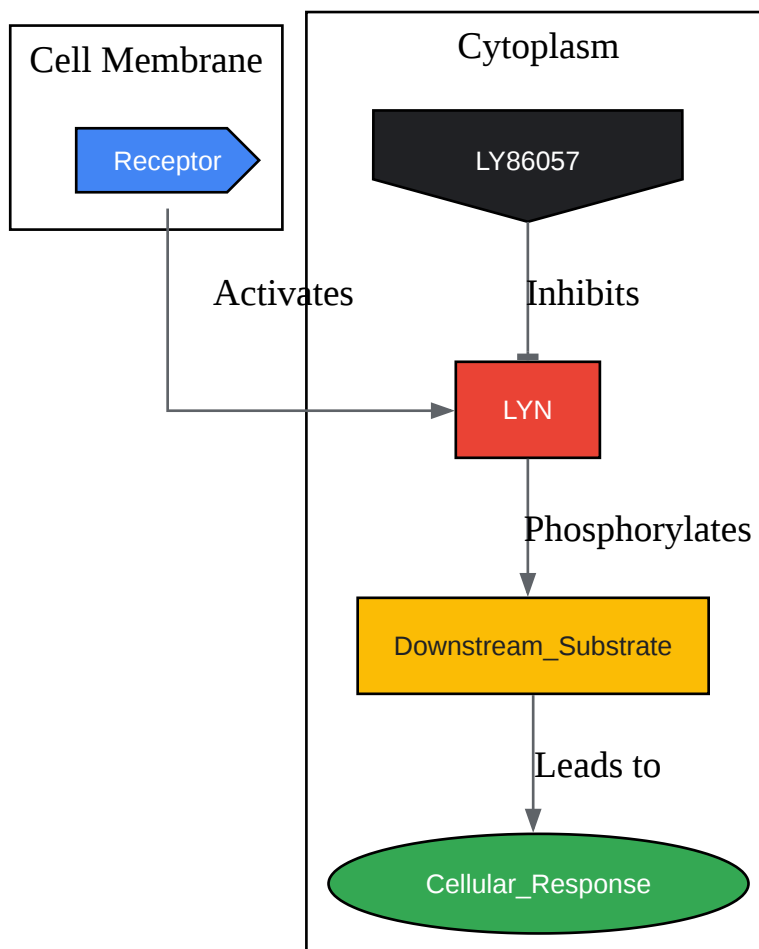 Cell Membrane
Receptor
Cytoplasm
LY86057
Activates
Inhibits
LYN
Phosphorylates
Downstream_Substrate
Leads to
Cellular_Response